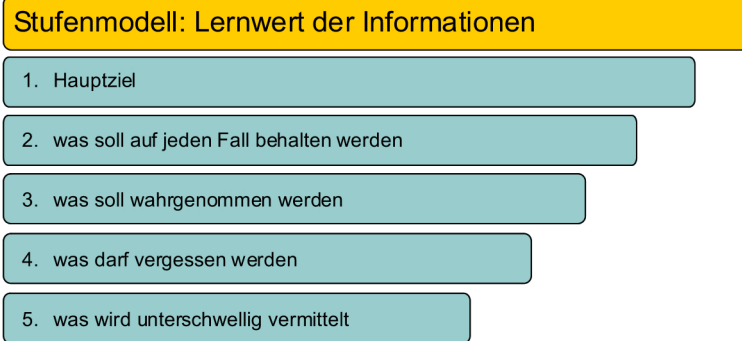 Stufenmodell: Lernwert der Informationen
1. Hauptziel
2. was soll auf jeden Fall behalten werden
3. was soll wahrgenommen werden
4. was darf vergessen werden
5. was wird unterschwellig vermittelt